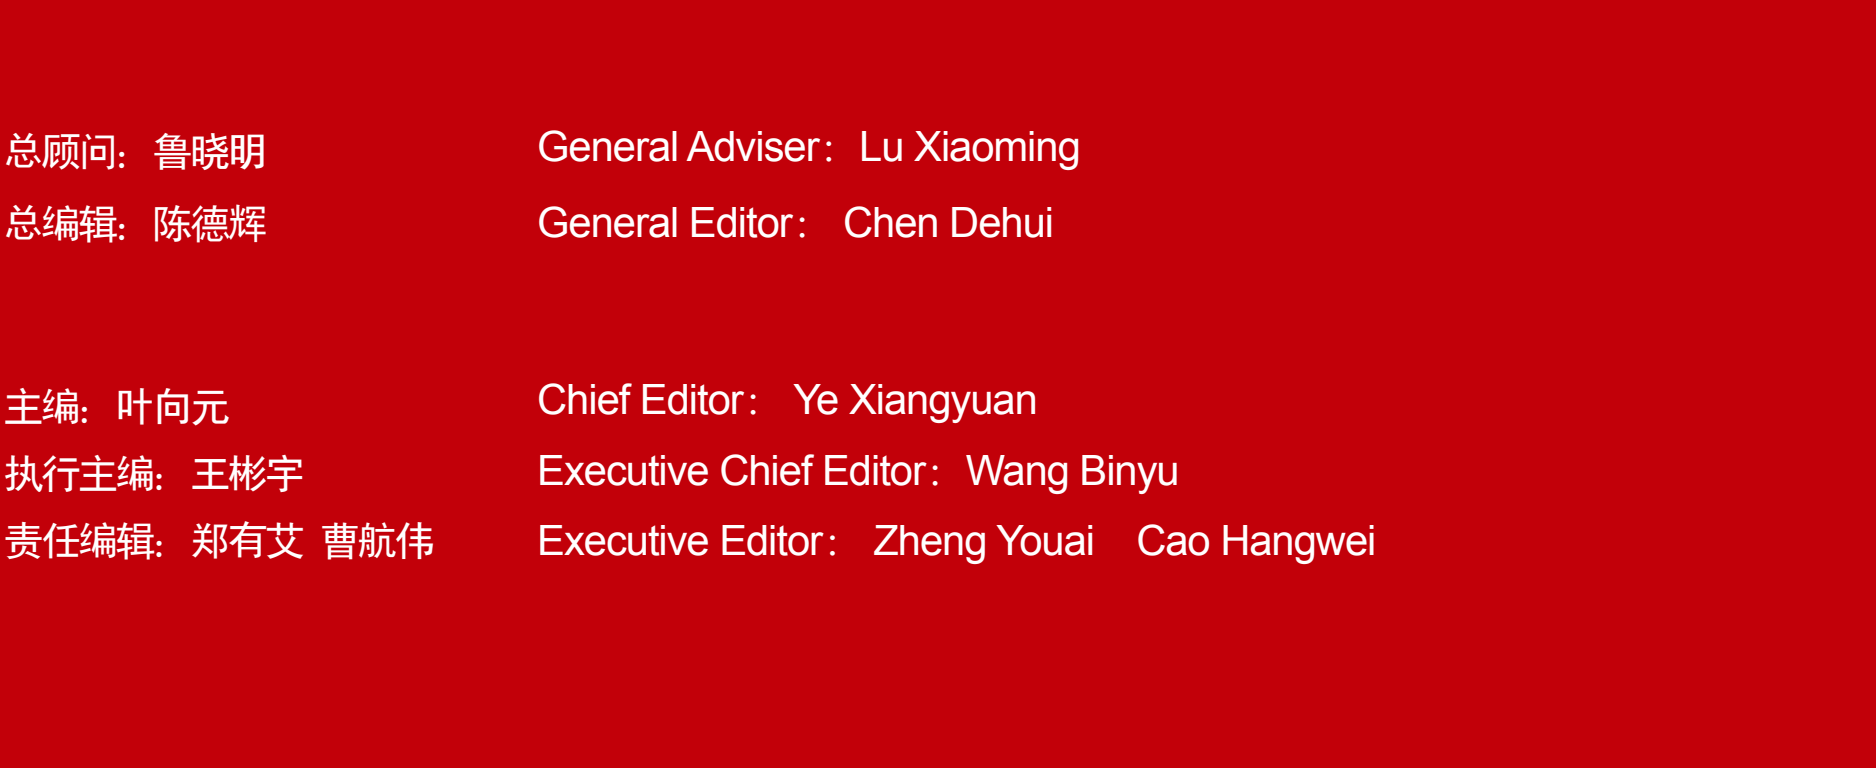 总顾问：鲁晓明 General Adviser：Lu Xiaoming
总编辑：陈德辉 General Editor： Chen Dehui
主编：叶向元 Chief Editor： Ye Xiangyuan
执行主编：王彬宇 Executive Chief Editor：Wang Binyu
责任编辑：郑有艾 曹航伟 Executive Editor： Zheng Youai Cao Hangwei